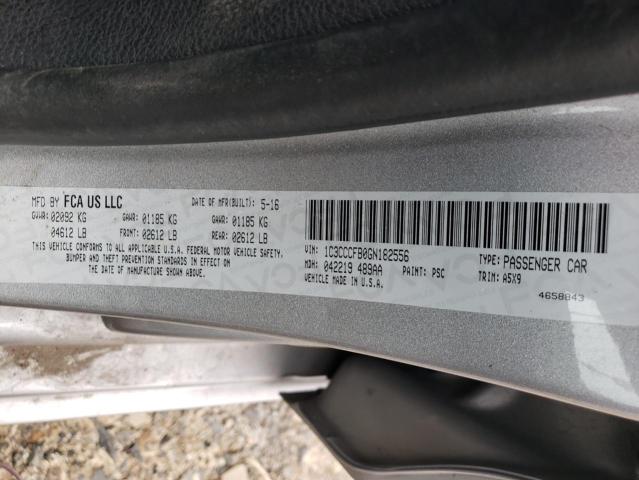 MFD BY FCA US LLC DATE OF MFR(BUILT): 5-16
GVWR: 02092 KG GAWR: 01185 KG GAWR: 01185 KG
04612 LB FRONT: 02612 LB REAR: 02612 LB
THIS VEHICLE CONFORMS TO ALL APPLICABLE U.S.A. FEDERAL MOTOR VEHICLE SAFETY,
BUMPER AND THEFT PREVENTION STANDARDS IN EFFECT ON
THE DATE OF MANUFACTURE SHOWN ABOVE.
VIN: 1C3CCCFB0GN182556 TYPE: PASSENGER CAR
MDH: 042219 489AA PAINT: PSC TRIM: A5X9
VEHICLE MADE IN U.S.A.
4658843